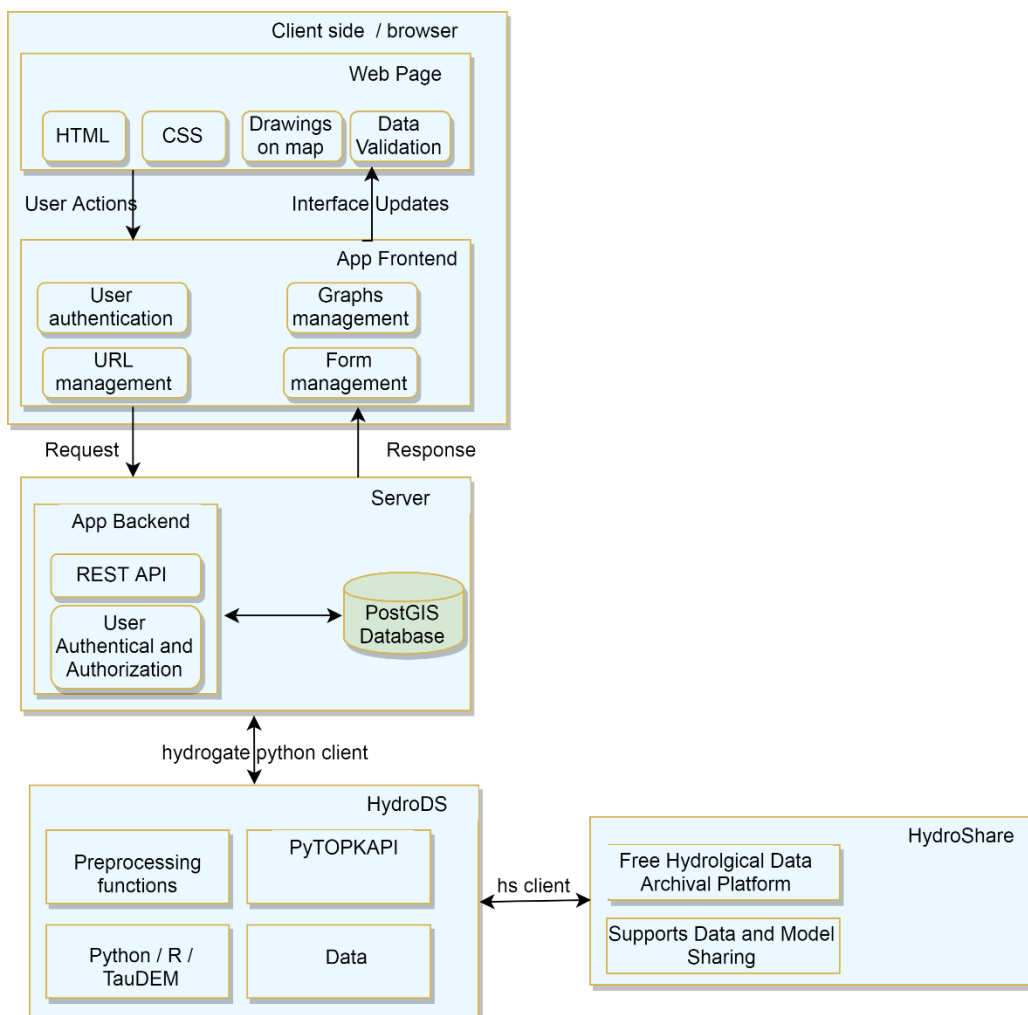 Client side / browser
Web Page
HTML
CSS
Drawings
on map
Data
Validation
User Actions
Interface Updates
App Frontend
User
authentication
Graphs
management
URL
management
Form
management
Request
Response
Server
App Backend
REST API
User
Authentical and
Authorization
PostGIS
Database
hydrogate python client
HydroDS
Preprocessing
functions
PyTOPKAPI
Python / R /
TauDEM
Data
hs client
HydroShare
Free Hydrolgical Data
Archival Platform
Supports Data and Model
Sharing